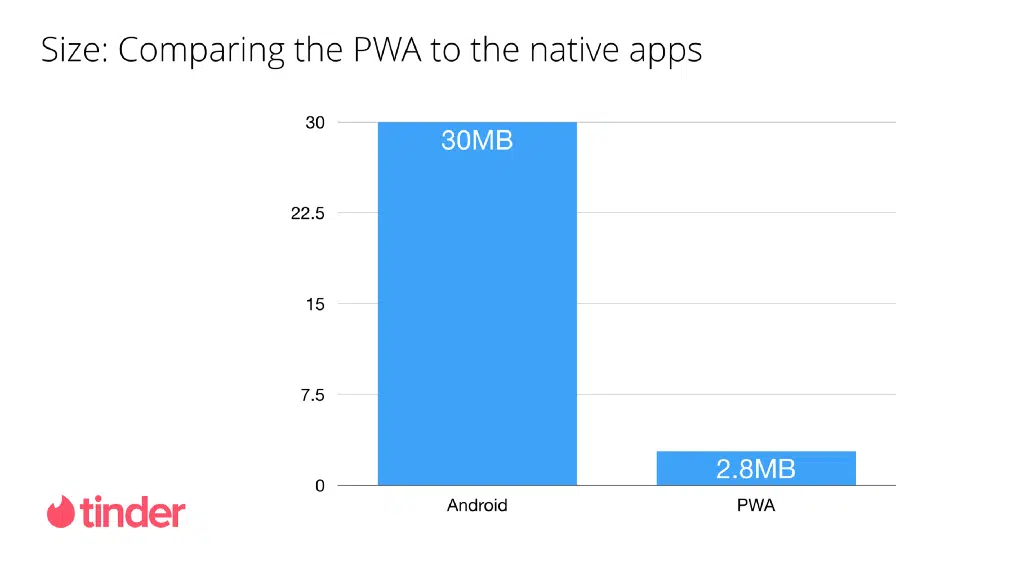 Size: Comparing the PWA to the native apps
30
30MB
22.5
15
7.5
2.8MB
0
Android
PWA
tinder